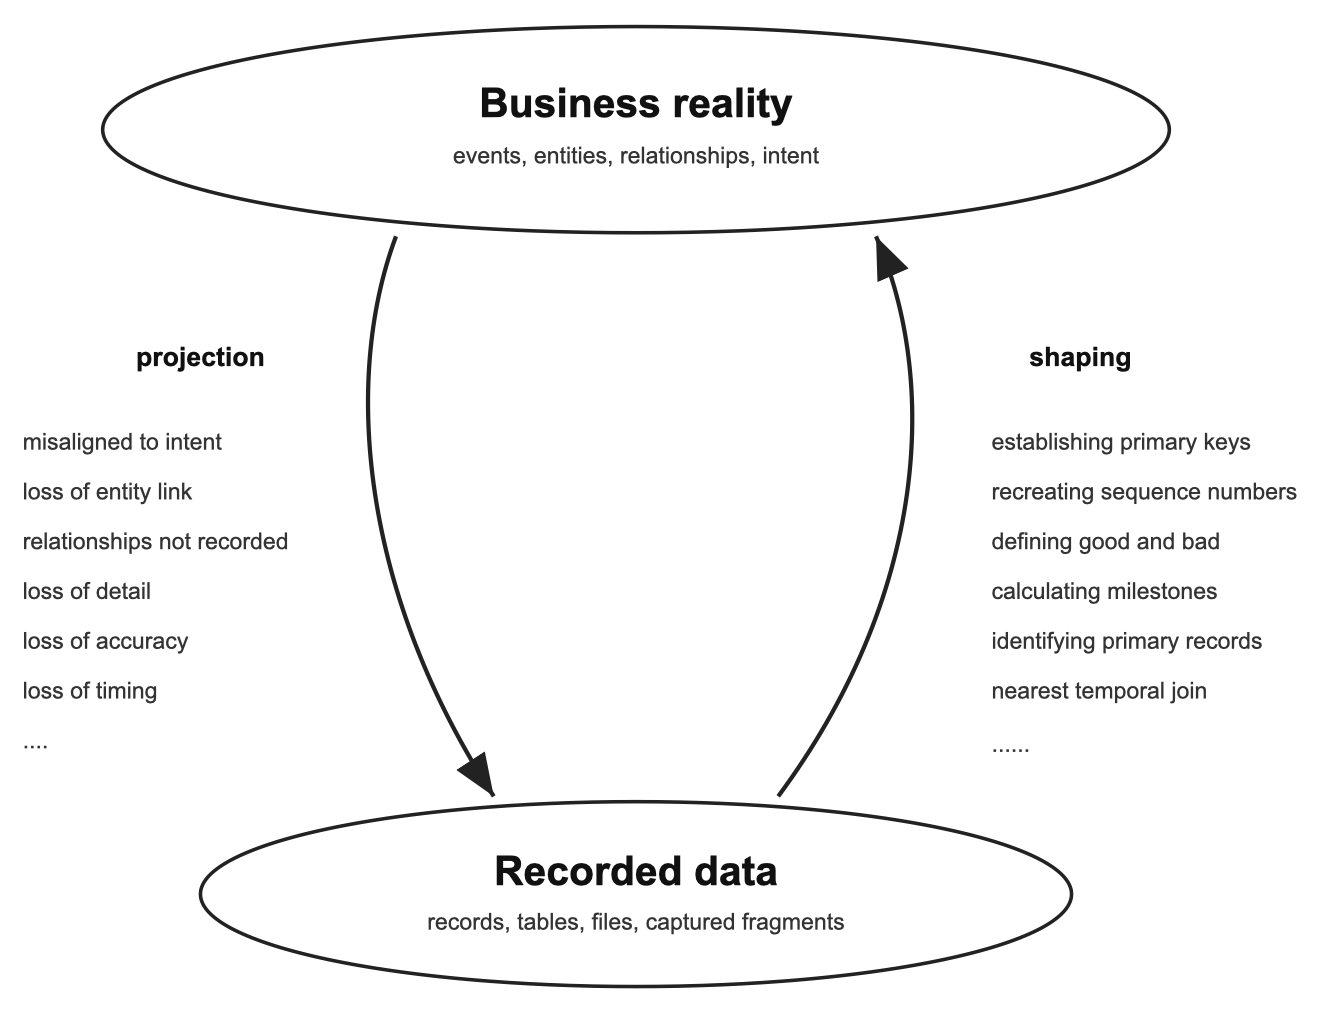 Business reality
events, entities, relationships, intent
projection
misaligned to intent
loss of entity link
relationships not recorded
loss of detail
loss of accuracy
loss of timing
....
shaping
establishing primary keys
recreating sequence numbers
defining good and bad
calculating milestones
identifying primary records
nearest temporal join
......
Recorded data
records, tables, files, captured fragments